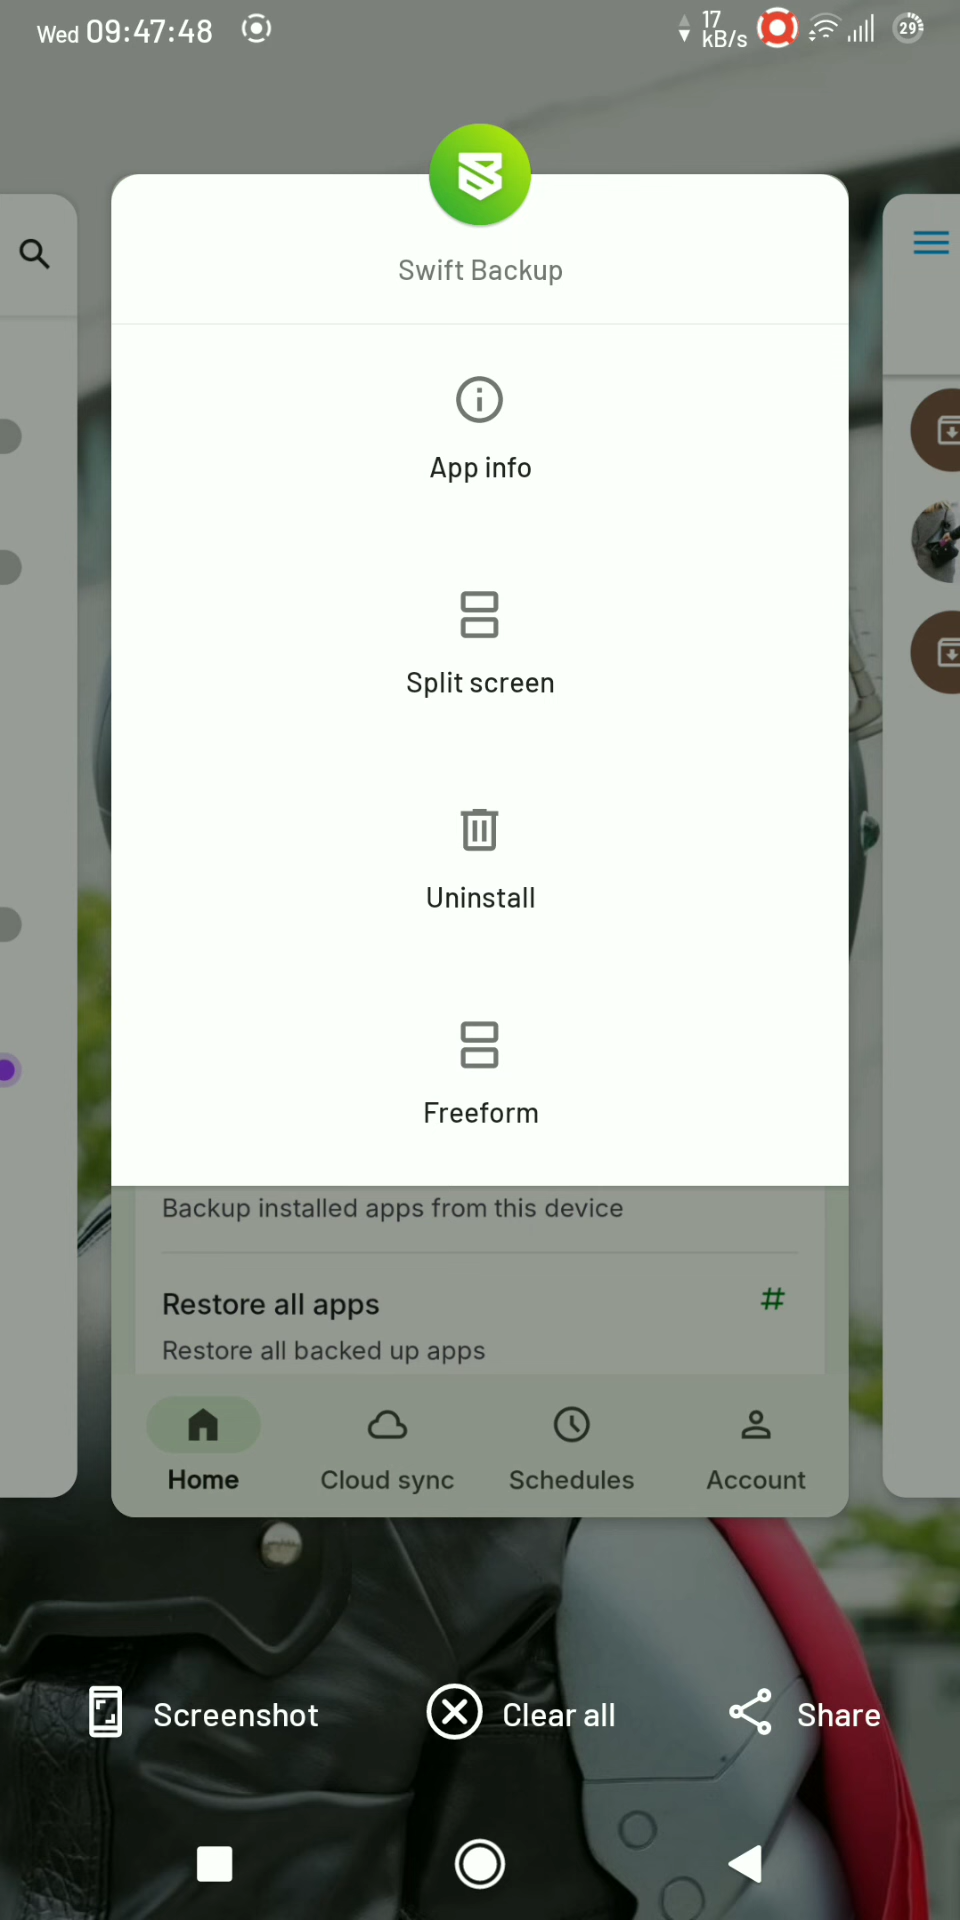 Wed 09:47:48
17
kB/s
29
Swift Backup
App info
Split screen
Uninstall
Freeform
Backup installed apps from this device
Restore all apps
#
Restore all backed up apps
Home
Cloud sync
Schedules
Account
Screenshot
Clear all
Share